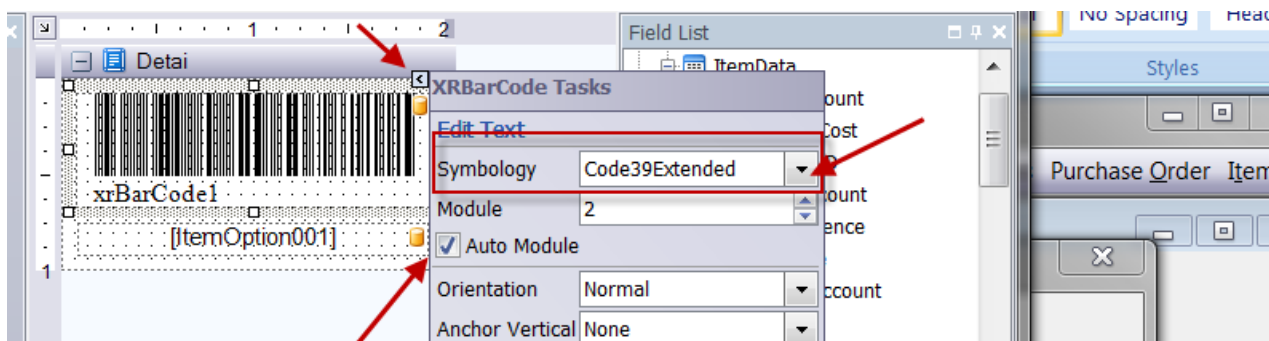 1 2
Detai
xrBarCode1
[ItemOption001]
1
XRBarCode Tasks
Edit Text
Symbology Code39Extended
Module 2
Auto Module
Orientation Normal
Anchor Vertical None
Field List
ItemData
ount
Cost
ount
ence
ccount
No Spacing Head
Styles
Purchase Order Item